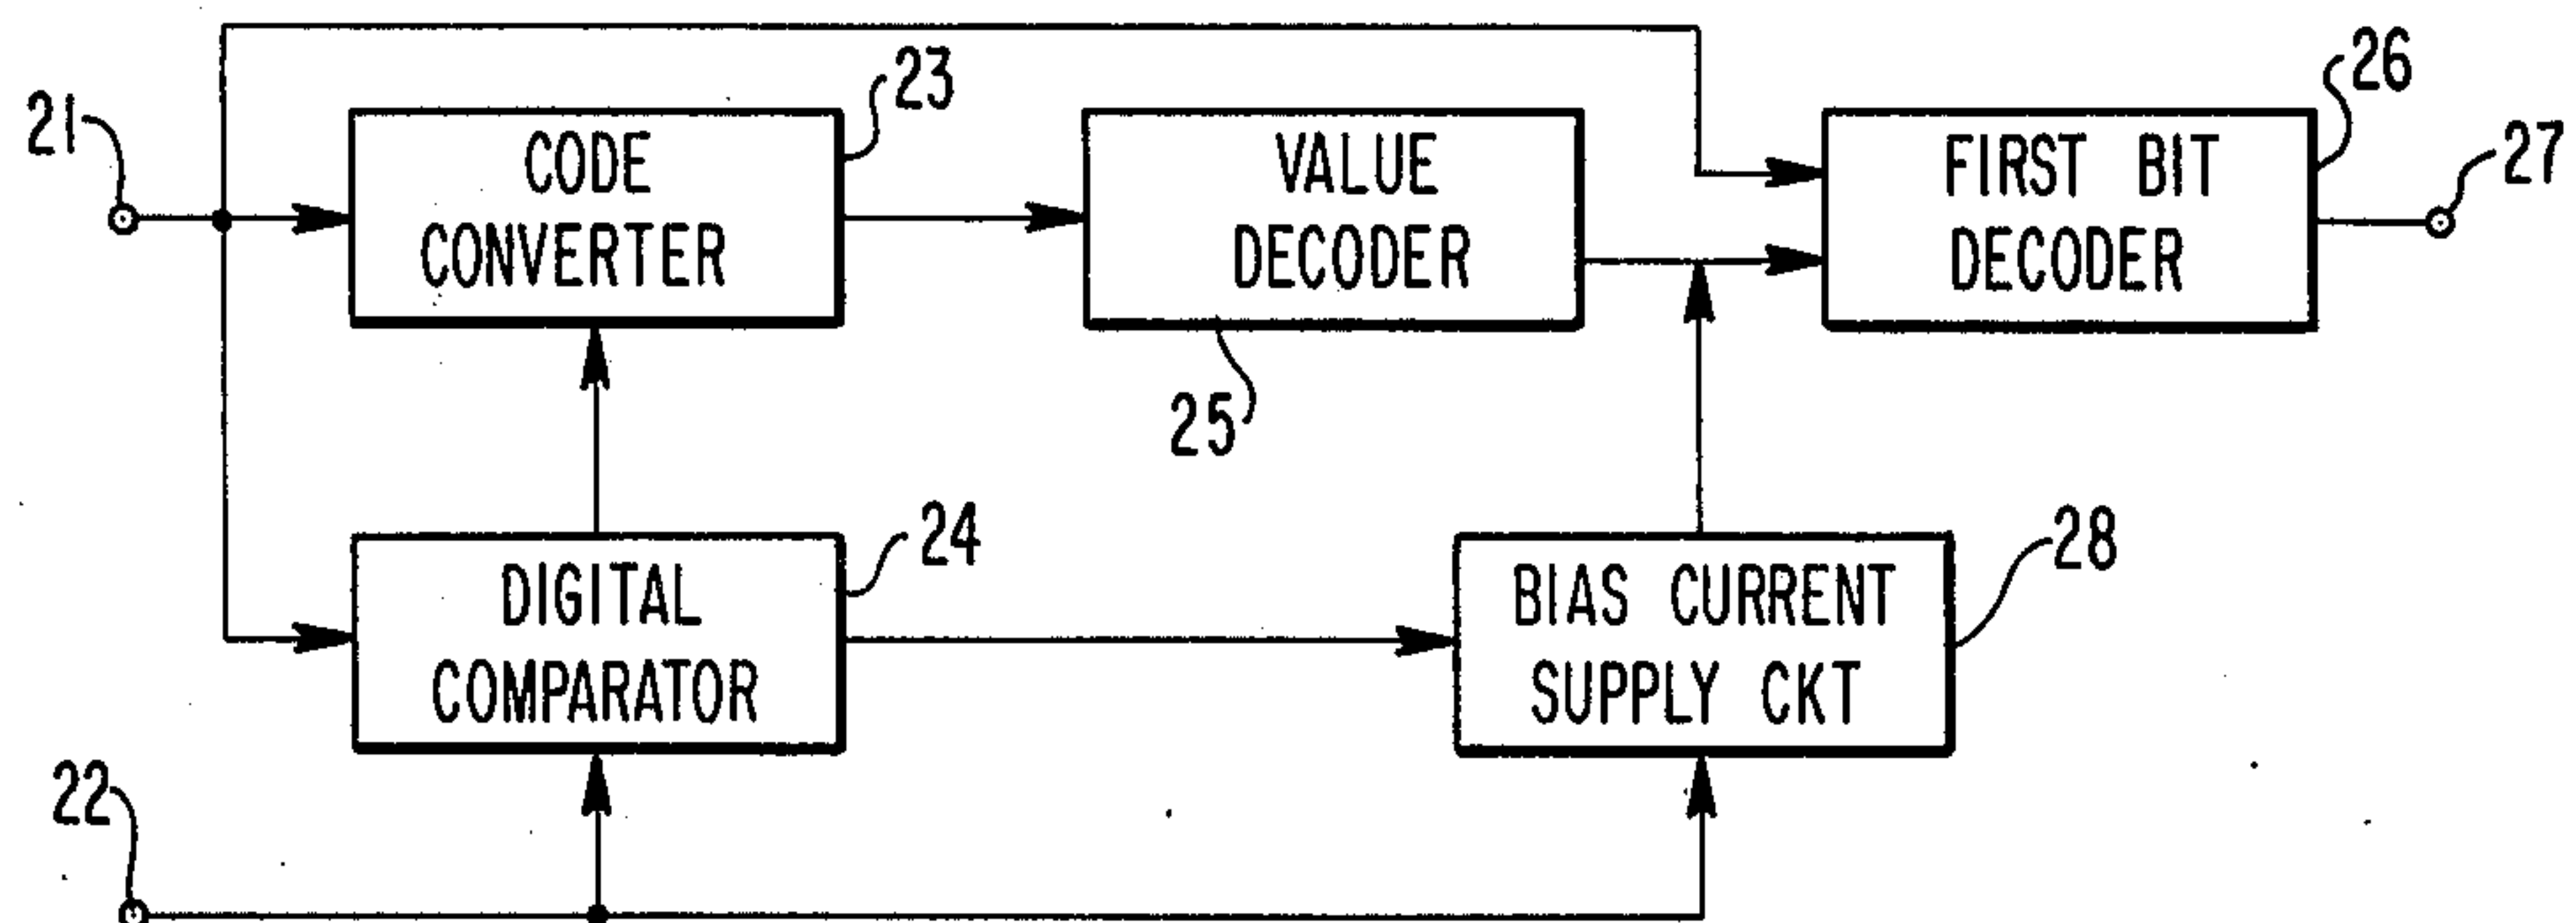 21
CODE
CONVERTER
23
VALUE
DECODER
25
FIRST BIT
DECODER
26
27
DIGITAL
COMPARATOR
24
BIAS CURRENT
SUPPLY CKT
28
22